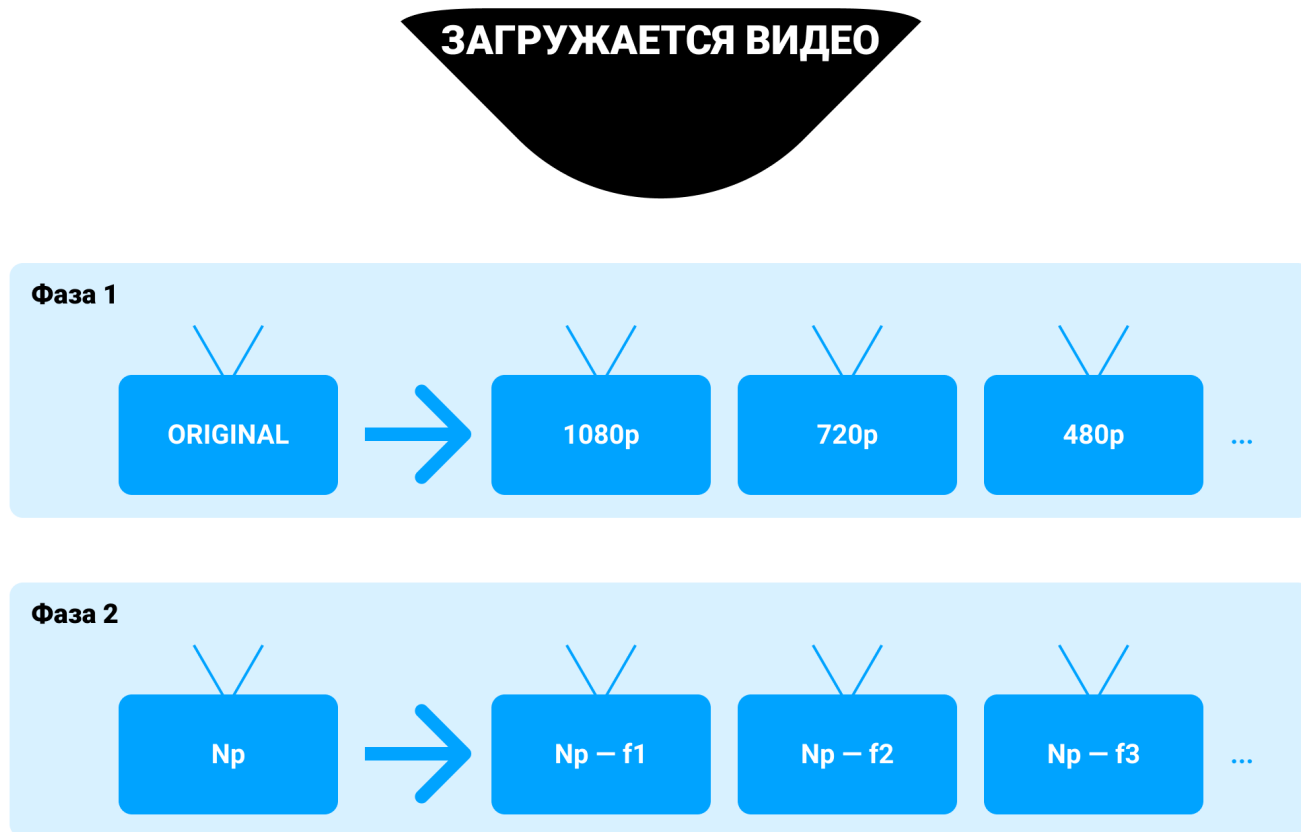 ЗАГРУЖАЕТСЯ ВИДЕО
Фаза 1
ORIGINAL
1080p
720p
480p
...
Фаза 2
Np
Np — f1
Np — f2
Np — f3
...